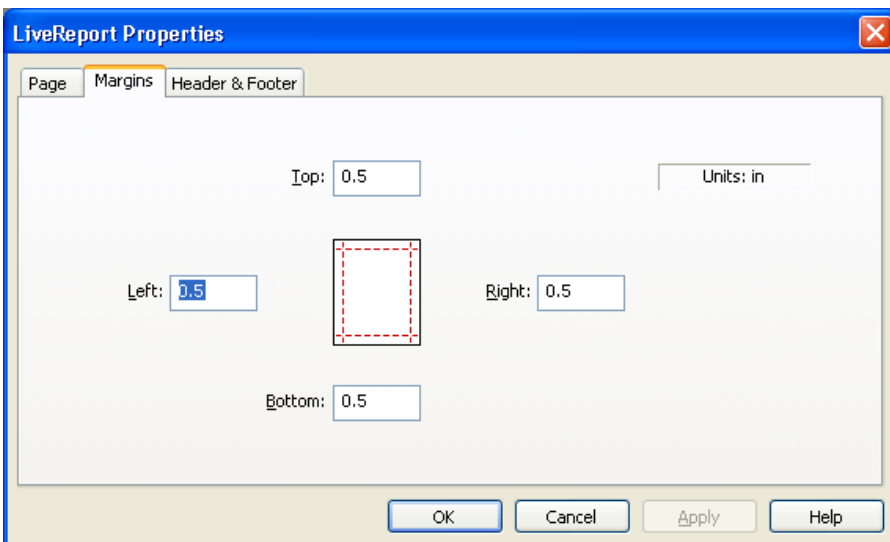 LiveReport Properties
Page Margins Header & Footer
Top: 0.5
Units: in
Left: 0.5
Right: 0.5
Bottom: 0.5
OK Cancel Apply Help